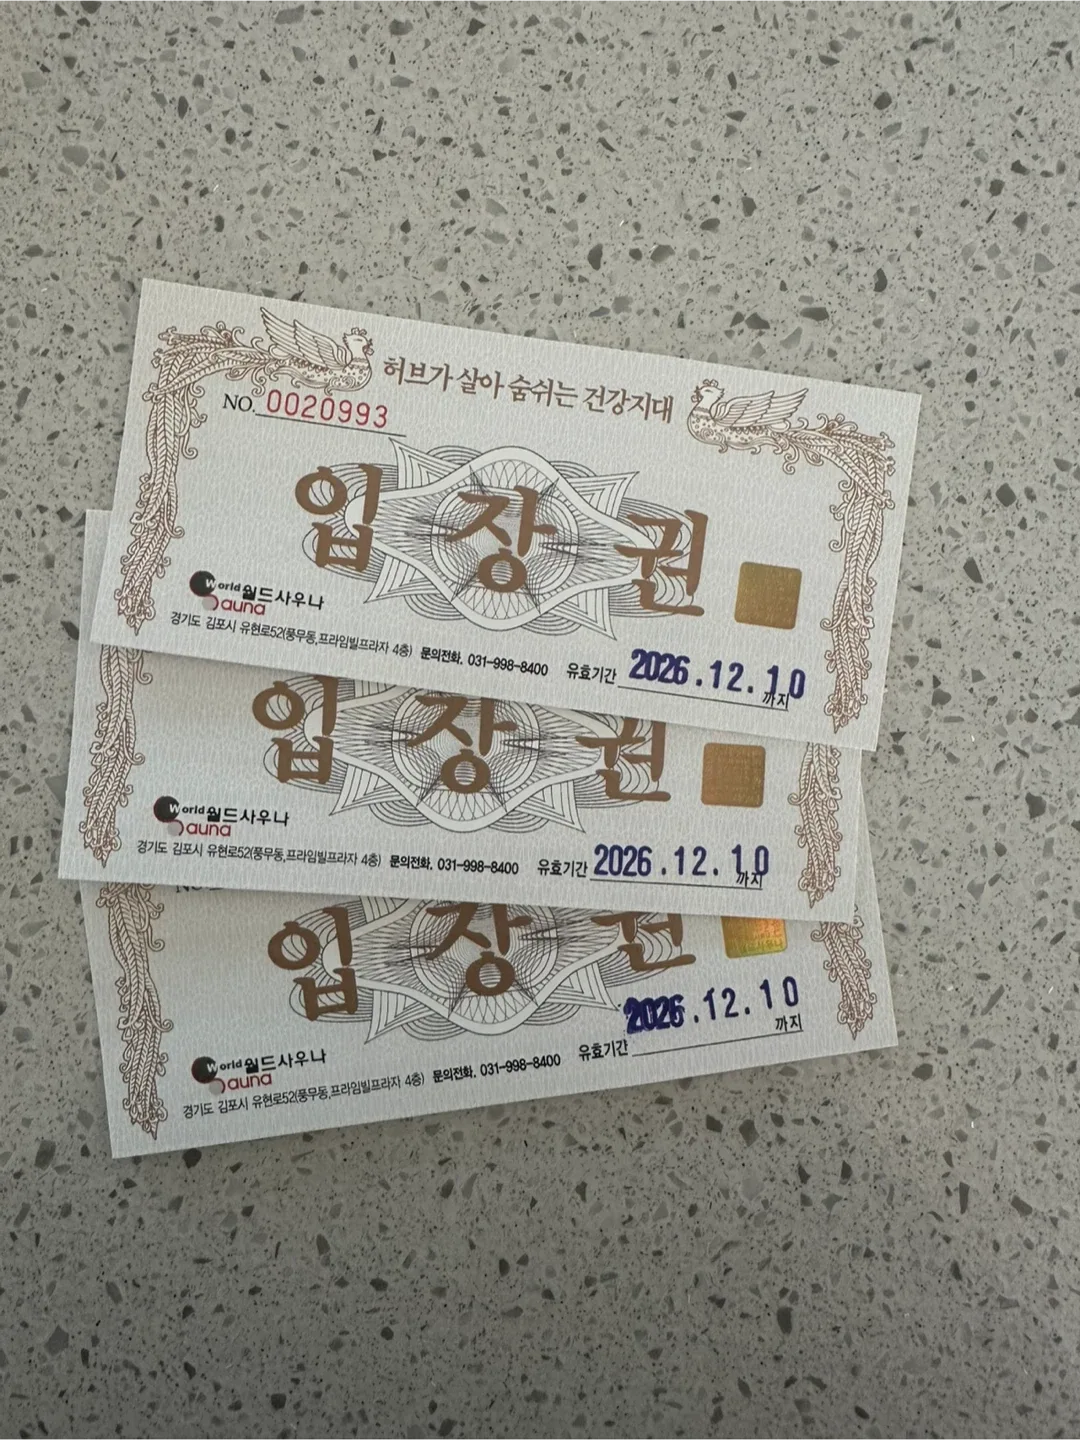 허브가 살아 숨쉬는 건강지대
NO. 0020993
입장권
World 월드사우나
Sauna
경기도 김포시 유현로52(풍무동,프라임빌프라자 4층) 문의전화. 031-998-8400 유효기간 2026.12.10
까지
입장권
World 월드사우나
Sauna
경기도 김포시 유현로52(풍무동,프라임빌프라자 4층) 문의전화. 031-998-8400 유효기간 2026.12.10
까지
입장권
World 월드사우나
Sauna
경기도 김포시 유현로52(풍무동,프라임빌프라자 4층) 문의전화. 031-998-8400 유효기간 2026.12.10
까지